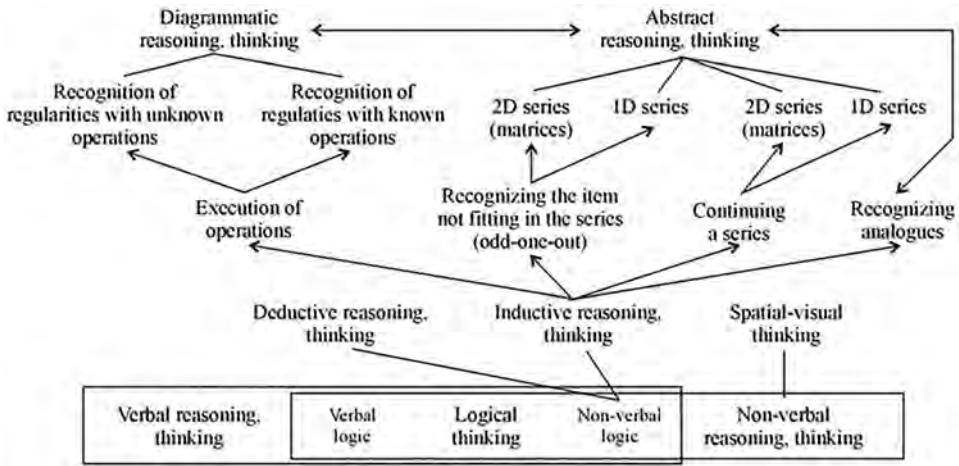 Diagrammatic
reasoning, thinking
Abstract
reasoning, thinking
Recognition of
regularities with unknown
operations
Recognition of
regulaties with known
operations
2D series
(matrices)
1D series
2D series
(matrices)
1D series
Execution of
operations
Recognizing the item
not fitting in the series
(odd-one-out)
Continuing
a series
Recognizing
analogues
Deductive reasoning,
thinking
Inductive reasoning,
thinking
Spatial-visual
thinking
Verbal reasoning,
thinking
Verbal
logic
Logical
thinking
Non-verbal
logic
Non-verbal
reasoning, thinking